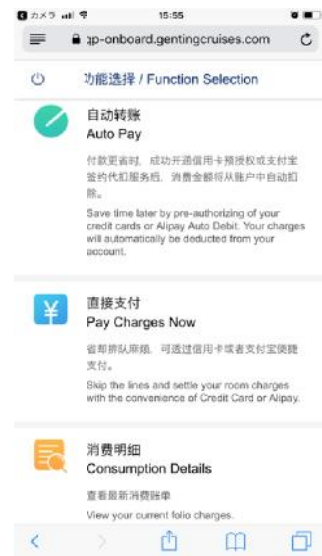 カメラ 15:55
gp-onboard.gentingcruises.com
功能选择 / Function Selection
自动转账
Auto Pay
付款更省时，成功开通信用卡预授权或支付宝
签约代扣服务后，消费金额将从账户中自动扣
除。
Save time later by pre-authorizing of your
credit cards or Alipay Auto Debit. Your charges
will automatically be deducted from your
account.
直接支付
Pay Charges Now
省却排队麻烦，可透过信用卡或者支付宝便捷
支付。
Skip the lines and settle your room charges
with the convenience of Credit Card or Alipay.
消费明细
Consumption Details
查看最新消费账单
View your current folio charges.